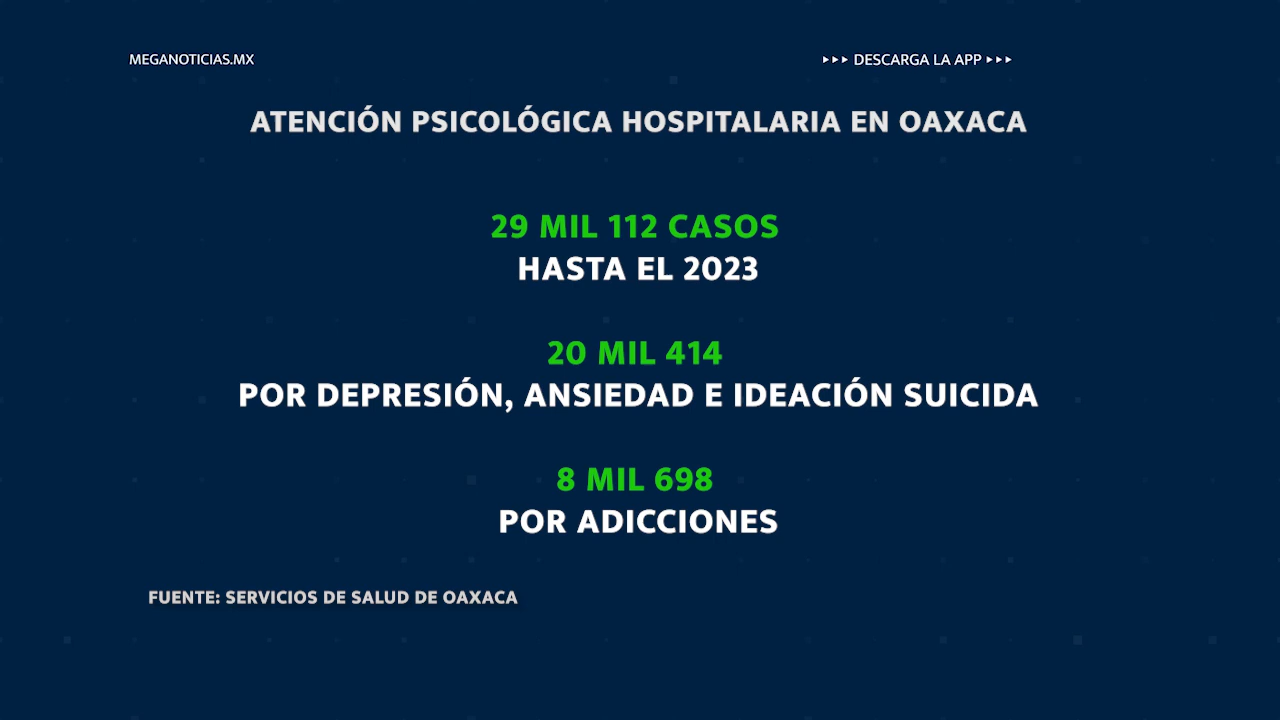 MEGANOTICIAS.MX
DESCARGA LA APP
ATENCIÓN PSICOLÓGICA HOSPITALARIA EN OAXACA
29 MIL 112 CASOS
HASTA EL 2023
20 MIL 414
POR DEPRESIÓN, ANSIEDAD E IDEACIÓN SUICIDA
8 MIL 698
POR ADICCIONES
FUENTE: SERVICIOS DE SALUD DE OAXACA